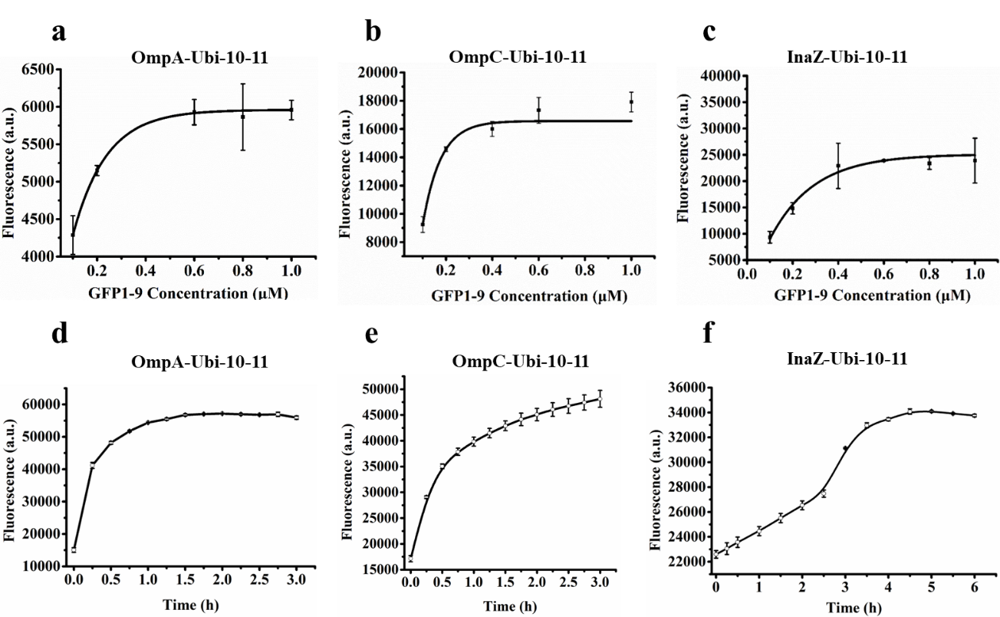 a
OmpA-Ubi-10-11
6500
6000
5500
5000
4500
4000
Fluorescence (a.u.)
0.2 0.4 0.6 0.8 1.0
GFP1-9 Concentration (μM)
b
OmpC-Ubi-10-11
20000
18000
16000
14000
12000
10000
8000
Fluorescence (a.u.)
0.2 0.4 0.6 0.8 1.0
GFP1-9 Concentration (μM)
c
InaZ-Ubi-10-11
40000
35000
30000
25000
20000
15000
10000
5000
Fluorescence (a.u.)
0.0 0.2 0.4 0.6 0.8 1.0
GFP1-9 Concentration (μM)
d
OmpA-Ubi-10-11
60000
50000
40000
30000
20000
10000
Fluorescence (a.u.)
0.0 0.5 1.0 1.5 2.0 2.5 3.0
Time (h)
e
OmpC-Ubi-10-11
50000
45000
40000
35000
30000
25000
20000
15000
Fluorescence (a.u.)
0.0 0.5 1.0 1.5 2.0 2.5 3.0
Time (h)
f
InaZ-Ubi-10-11
36000
34000
32000
30000
28000
26000
24000
22000
Fluorescence (a.u.)
0 1 2 3 4 5 6
Time (h)